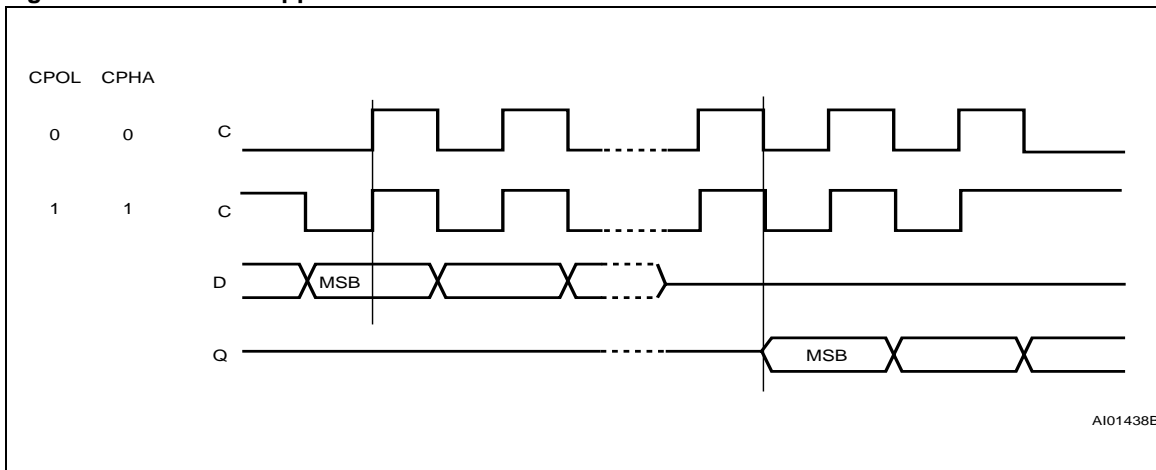 CPOL CPHA
0 0 C
1 1 C
D MSB
Q MSB
AI01438B